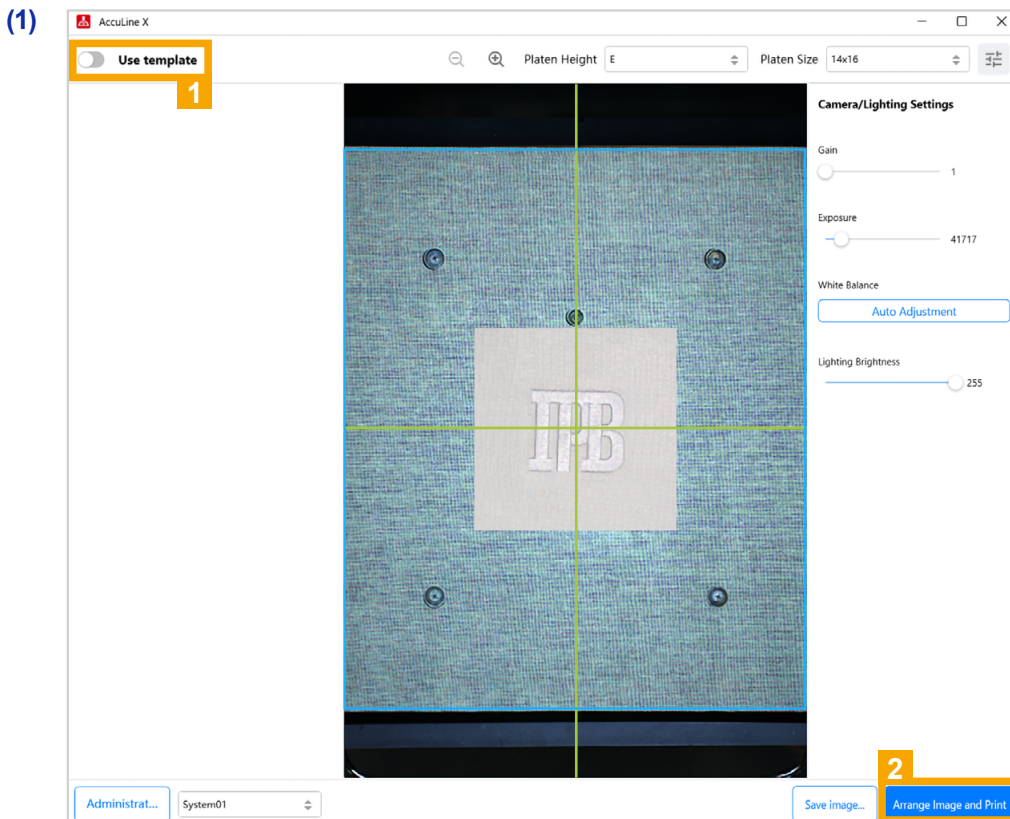 (1)
AccuLine X
Use template
1
Platen Height E
Platen Size 14x16
Camera/Lighting Settings
Gain
1
Exposure
41717
White Balance
Auto Adjustment
Lighting Brightness
255
IPB
2
Administrat...
System01
Save image...
Arrange Image and Print